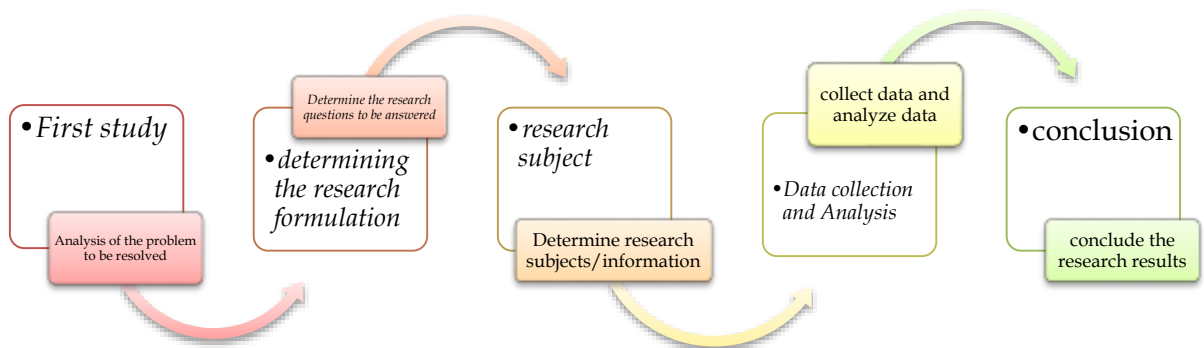 •First study
Analysis of the problem
to be resolved
Determine the research
questions to be answered
•determining
the research
formulation
•research
subject
Determine research
subjects/information
collect data and
analyze data
•Data collection
and Analysis
•conclusion
conclude the
research results